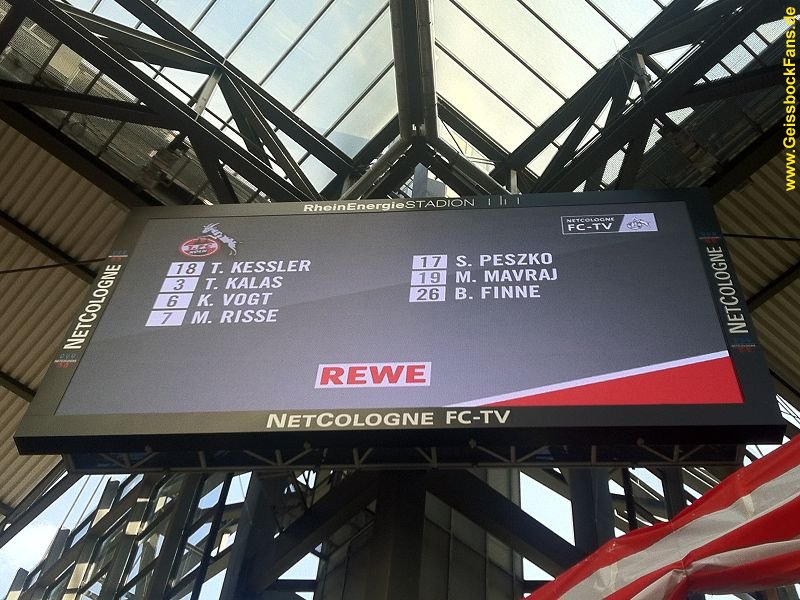 www.GeissbockFans.de
RheinEnergieSTADION
NETCOLOGNE
FC-TV
18 T. KESSLER
3 T. KALAS
6 K. VOGT
7 M. RISSE
17 S. PESZKO
19 M. MAVRAJ
26 B. FINNE
REWE
NETCOLOGNE
NETCOLOGNE
NETCOLOGNE FC-TV